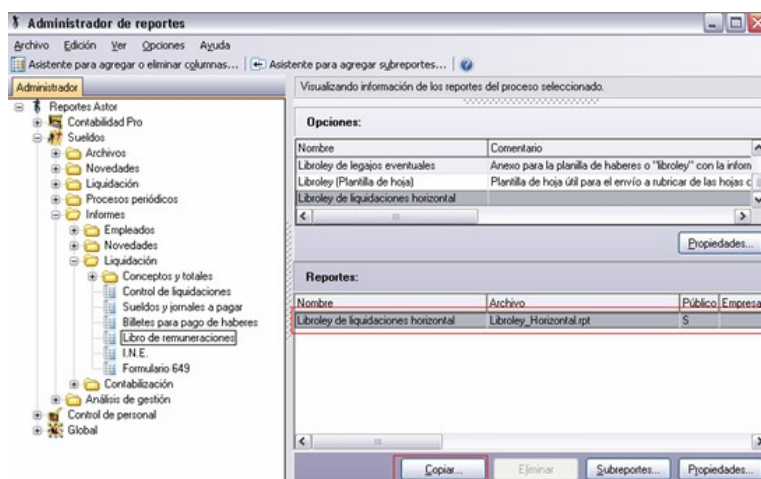 Administrador de reportes
Archivo Edición Ver Opciones Ayuda
Asistente para agregar o eliminar columnas... Asistente para agregar subreportes...
Administrador
Reportes Astor
Contabilidad Pro
Sueldos
Archivos
Novedades
Liquidación
Procesos periódicos
Informes
Empleados
Novedades
Liquidación
Conceptos y totales
Control de liquidaciones
Sueldos y jornales a pagar
Billetes para pago de haberes
Libro de remuneraciones
I.N.E.
Formulario 649
Contabilización
Análisis de gestión
Control de personal
Global
Visualizando información de los reportes del proceso seleccionado.
Opciones:
Nombre Comentario
Libroley de legajos eventuales Anexo para la planilla de haberes o "libroley" con la inform
Libroley (Plantilla de hoja) Plantilla de hoja útil para el envío a rubricar de las hojas c
Libroley de liquidaciones horizontal
Propiedades...
Reportes:
Nombre Archivo Público Empresa
Libroley de liquidaciones horizontal Libroley_Horizontal.rpt S
Copiar... Eliminar Subreportes... Propiedades...